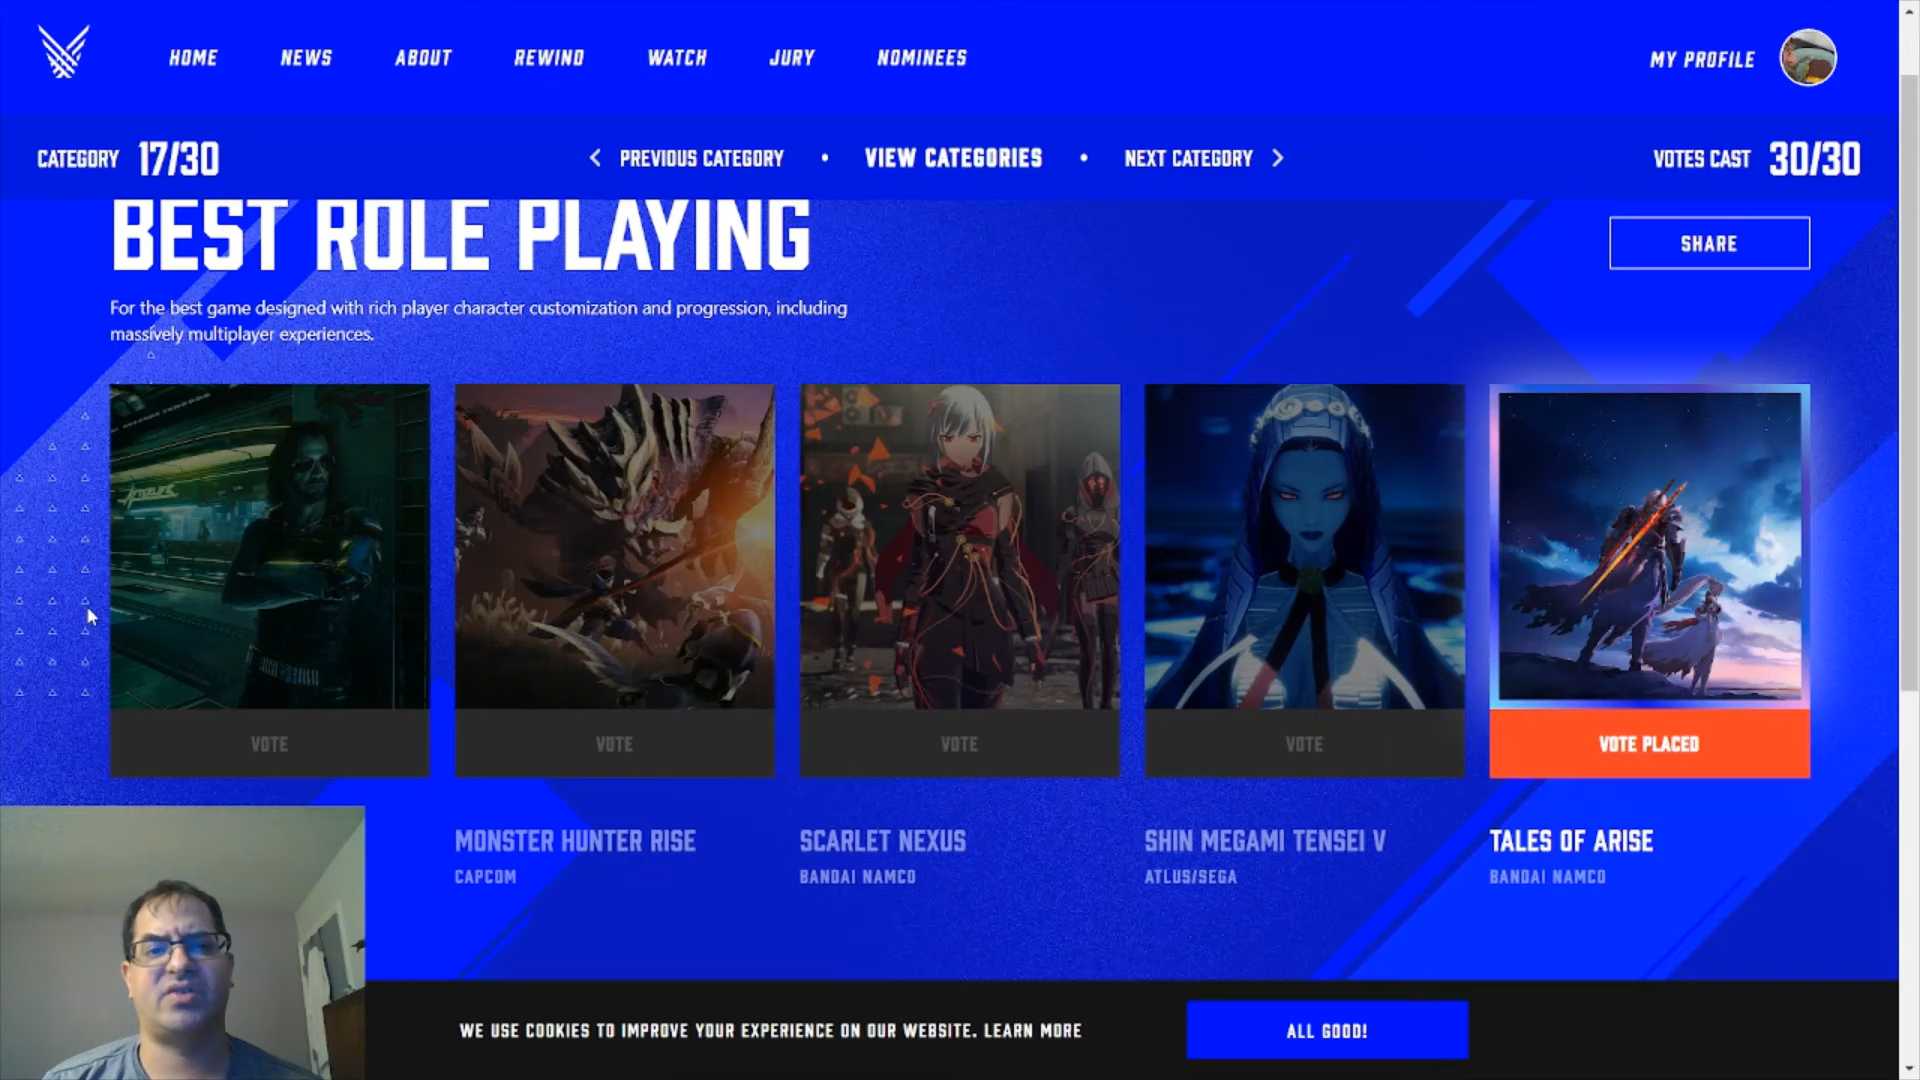 HOME
NEWS
ABOUT
REWIND
WATCH
JURY
NOMINEES
MY PROFILE
CATEGORY 17/30
PREVIOUS CATEGORY • VIEW CATEGORIES • NEXT CATEGORY
VOTES CAST 30/30
BEST ROLE PLAYING
SHARE
For the best game designed with rich player character customization and progression, including
massively multiplayer experiences.
VOTE
VOTE
VOTE
VOTE
VOTE PLACED
MONSTER HUNTER RISE
CAPCOM
SCARLET NEXUS
BANDAI NAMCO
SHIN MEGAMI TENSEI V
ATLUS/SEGA
TALES OF ARISE
BANDAI NAMCO
WE USE COOKIES TO IMPROVE YOUR EXPERIENCE ON OUR WEBSITE. LEARN MORE
ALL GOOD!